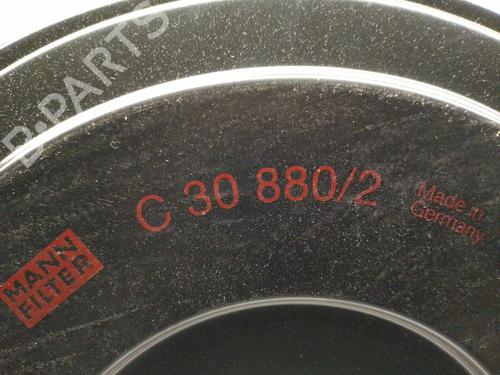 B-PARTS
C 30 880/2
Made in
Germany
MANN
FILTER